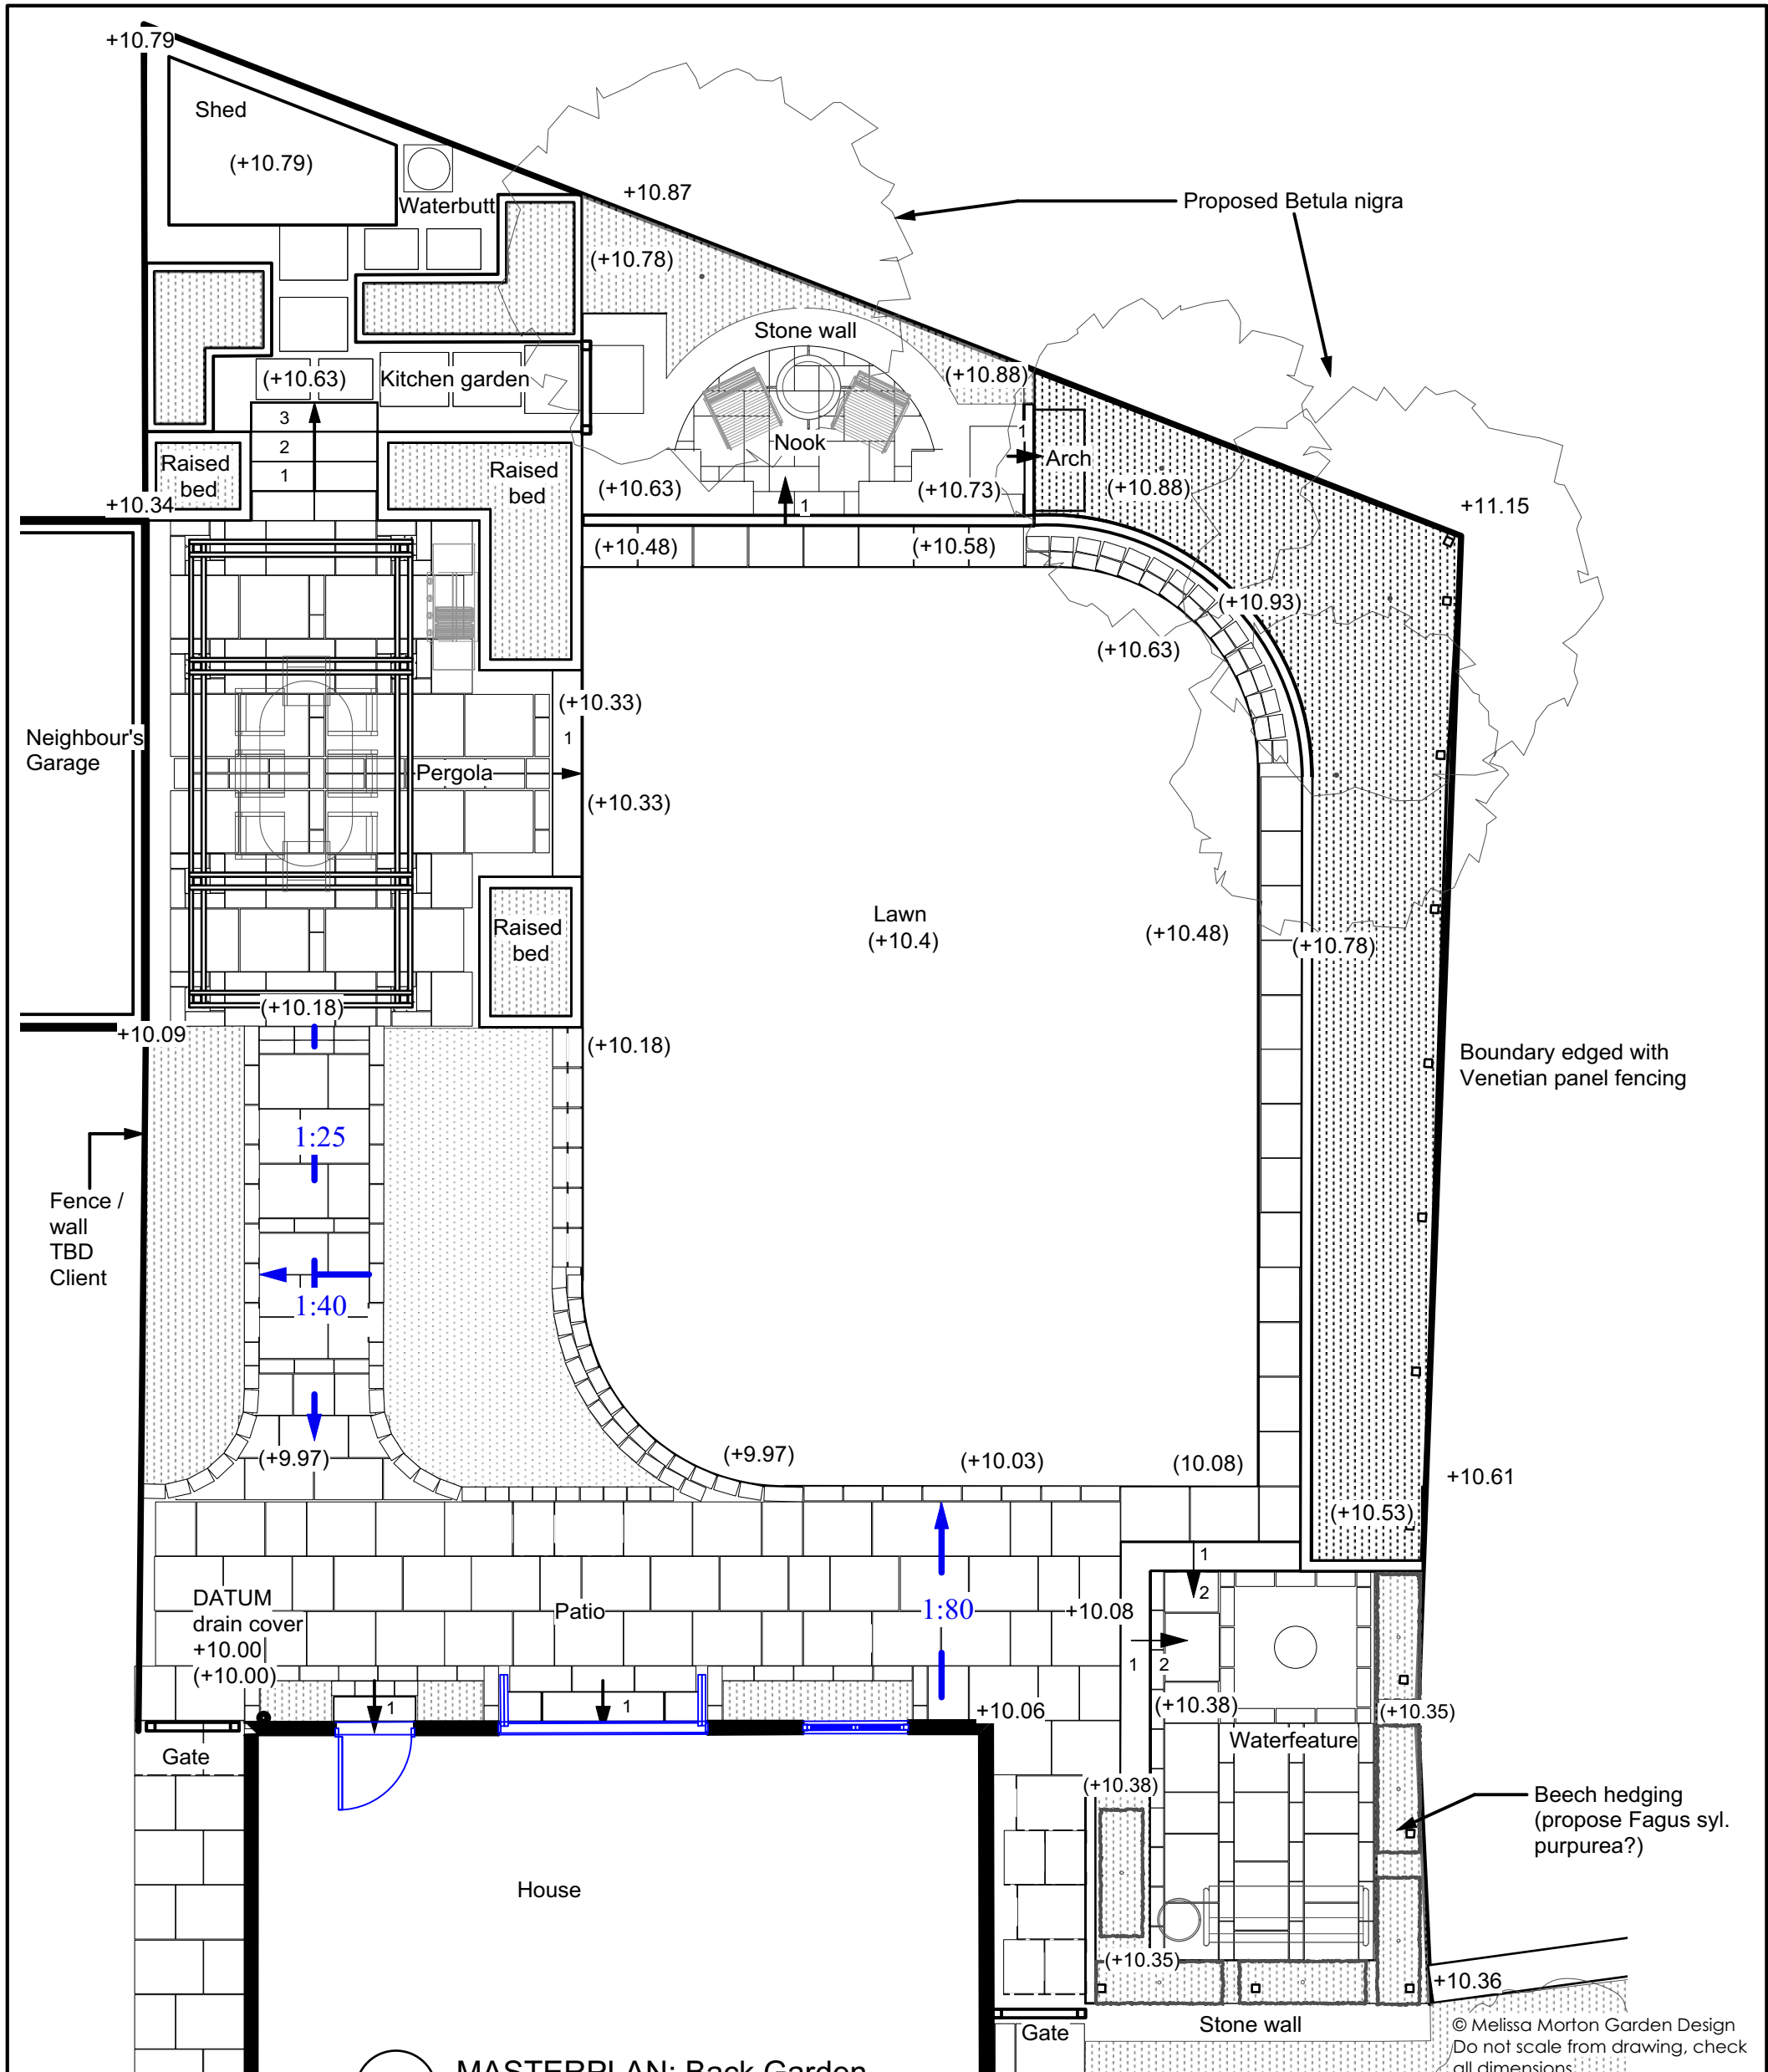 +10.79
Shed
(+10.79)
Waterbutt
+10.87
Proposed Betula nigra
(+10.78)
Stone wall
(+10.63)
Kitchen garden
(+10.88)
3
2
1
Raised
bed
Raised
bed
Nook
1
Arch
(+10.88)
(+10.63)
(+10.73)
+10.34
1
+11.15
(+10.48)
(+10.58)
(+10.93)
(+10.63)
(+10.33)
Neighbour's
Garage
1
Pergola
(+10.33)
Lawn
(+10.4)
Raised
bed
(+10.48)
(+10.78)
(+10.18)
+10.09
(+10.18)
Boundary edged with
Venetian panel fencing
1:25
Fence /
wall
TBD
Client
1:40
(+9.97)
(+9.97)
(+10.03)
(10.08)
+10.61
(+10.53)
1
2
DATUM
drain cover
+10.00
(+10.00)
Patio
1:80
+10.08
1
2
1
1
+10.06
(+10.38)
(+10.35)
Gate
Waterfeature
(+10.38)
Beech hedging
(propose Fagus syl.
purpurea?)
House
(+10.35)
+10.36
Gate
Stone wall
© Melissa Morton Garden Design
Do not scale from drawing, check
all dimensions
MASTERPLAN: Back Garden